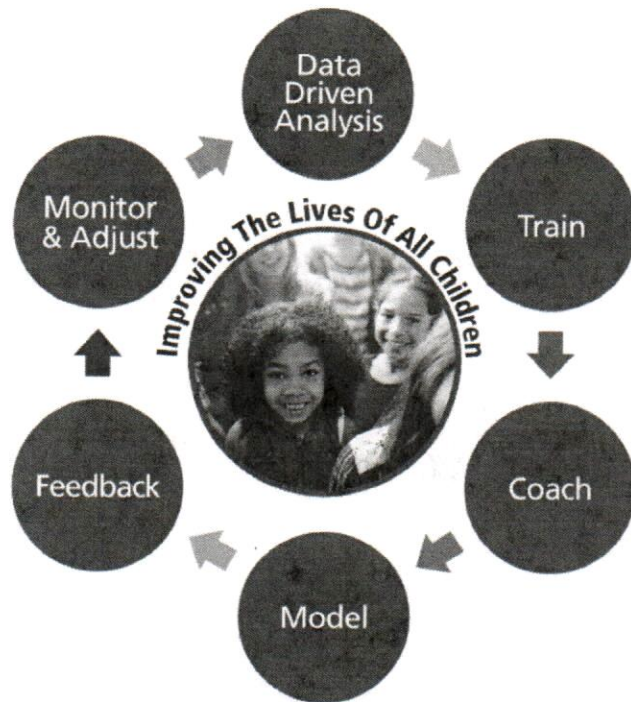 Data
Driven
Analysis
Train
Coach
Model
Feedback
Monitor
& Adjust
Improving The Lives Of All Children